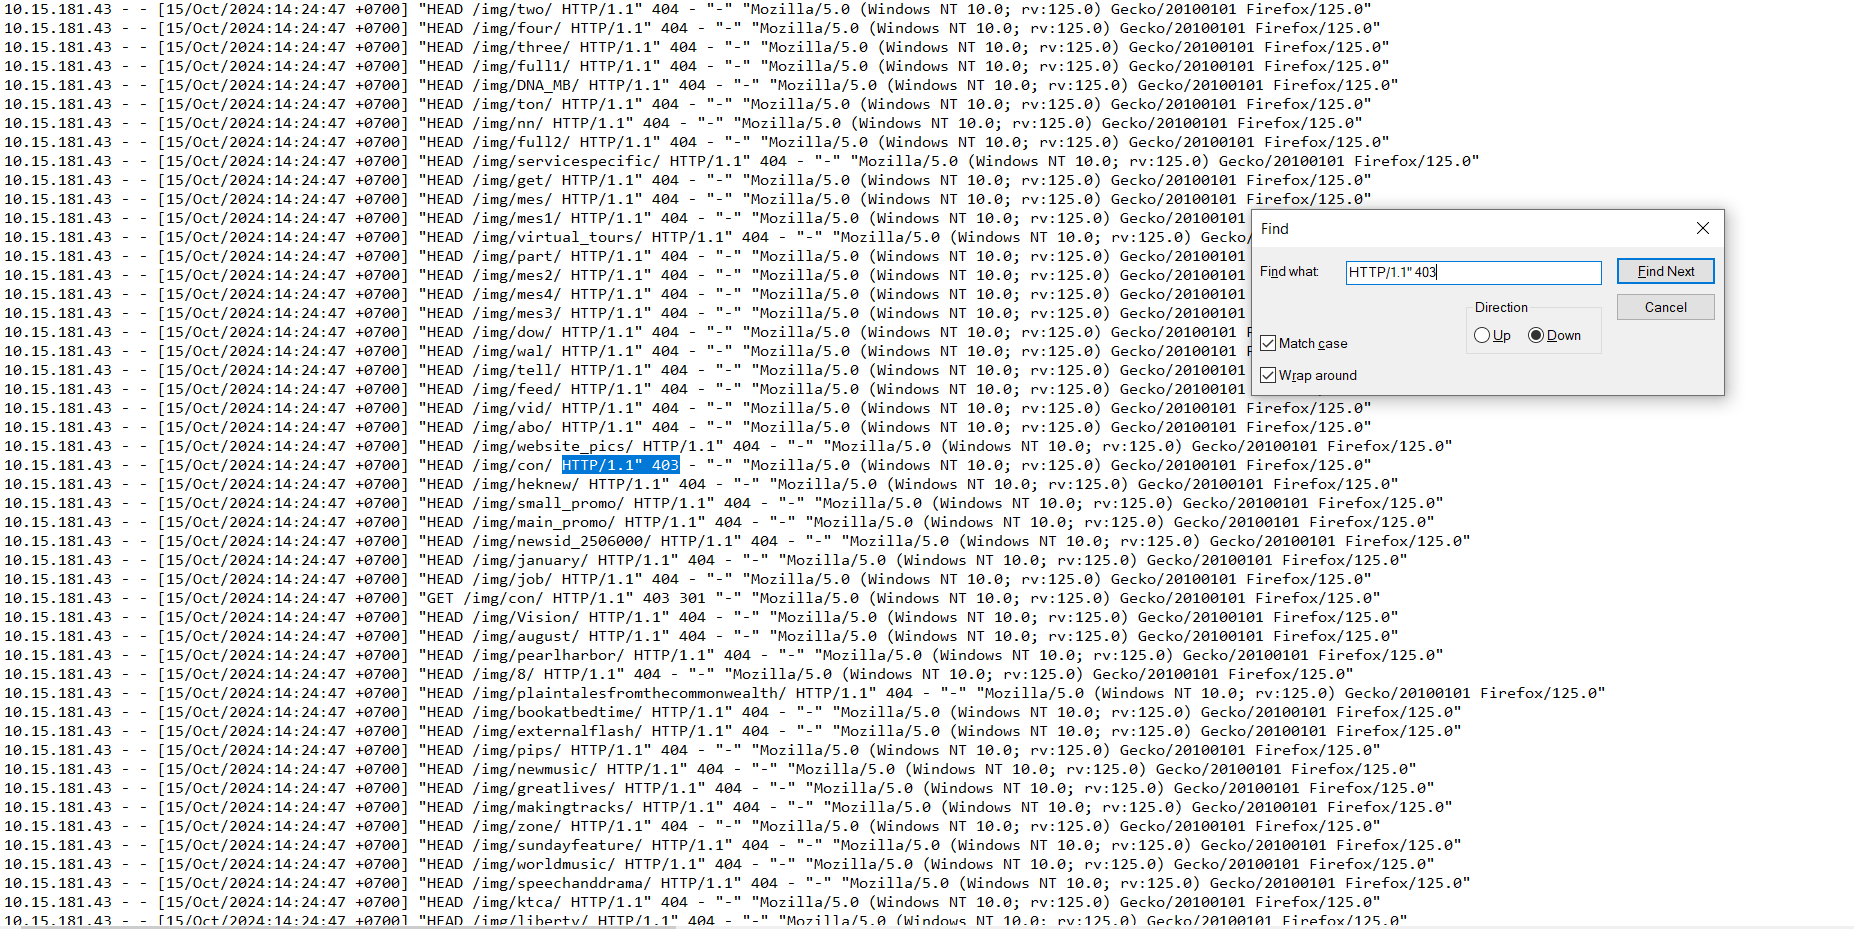 10.15.181.43 - - [15/Oct/2024:14:24:47 +0700] "HEAD /img/two/ HTTP/1.1" 404 - "-" "Mozilla/5.0 (Windows NT 10.0; rv:125.0) Gecko/20100101 Firefox/125.0"
10.15.181.43 - - [15/Oct/2024:14:24:47 +0700] "HEAD /img/four/ HTTP/1.1" 404 - "-" "Mozilla/5.0 (Windows NT 10.0; rv:125.0) Gecko/20100101 Firefox/125.0"
10.15.181.43 - - [15/Oct/2024:14:24:47 +0700] "HEAD /img/three/ HTTP/1.1" 404 - "-" "Mozilla/5.0 (Windows NT 10.0; rv:125.0) Gecko/20100101 Firefox/125.0"
10.15.181.43 - - [15/Oct/2024:14:24:47 +0700] "HEAD /img/full1/ HTTP/1.1" 404 - "-" "Mozilla/5.0 (Windows NT 10.0; rv:125.0) Gecko/20100101 Firefox/125.0"
10.15.181.43 - - [15/Oct/2024:14:24:47 +0700] "HEAD /img/DNA_MB/ HTTP/1.1" 404 - "-" "Mozilla/5.0 (Windows NT 10.0; rv:125.0) Gecko/20100101 Firefox/125.0"
10.15.181.43 - - [15/Oct/2024:14:24:47 +0700] "HEAD /img/ton/ HTTP/1.1" 404 - "-" "Mozilla/5.0 (Windows NT 10.0; rv:125.0) Gecko/20100101 Firefox/125.0"
10.15.181.43 - - [15/Oct/2024:14:24:47 +0700] "HEAD /img/nn/ HTTP/1.1" 404 - "-" "Mozilla/5.0 (Windows NT 10.0; rv:125.0) Gecko/20100101 Firefox/125.0"
10.15.181.43 - - [15/Oct/2024:14:24:47 +0700] "HEAD /img/full2/ HTTP/1.1" 404 - "-" "Mozilla/5.0 (Windows NT 10.0; rv:125.0) Gecko/20100101 Firefox/125.0"
10.15.181.43 - - [15/Oct/2024:14:24:47 +0700] "HEAD /img/servicespecific/ HTTP/1.1" 404 - "-" "Mozilla/5.0 (Windows NT 10.0; rv:125.0) Gecko/20100101 Firefox/125.0"
10.15.181.43 - - [15/Oct/2024:14:24:47 +0700] "HEAD /img/get/ HTTP/1.1" 404 - "-" "Mozilla/5.0 (Windows NT 10.0; rv:125.0) Gecko/20100101 Firefox/125.0"
10.15.181.43 - - [15/Oct/2024:14:24:47 +0700] "HEAD /img/mes/ HTTP/1.1" 404 - "-" "Mozilla/5.0 (Windows NT 10.0; rv:125.0) Gecko/20100101 Firefox/125.0"
10.15.181.43 - - [15/Oct/2024:14:24:47 +0700] "HEAD /img/mes1/ HTTP/1.1" 404 - "-" "Mozilla/5.0 (Windows NT 10.0; rv:125.0) Gecko/20100101
10.15.181.43 - - [15/Oct/2024:14:24:47 +0700] "HEAD /img/virtual_tours/ HTTP/1.1" 404 - "-" "Mozilla/5.0 (Windows NT 10.0; rv:125.0) Gecko/
10.15.181.43 - - [15/Oct/2024:14:24:47 +0700] "HEAD /img/part/ HTTP/1.1" 404 - "-" "Mozilla/5.0 (Windows NT 10.0; rv:125.0) Gecko/20100101
10.15.181.43 - - [15/Oct/2024:14:24:47 +0700] "HEAD /img/mes2/ HTTP/1.1" 404 - "-" "Mozilla/5.0 (Windows NT 10.0; rv:125.0) Gecko/20100101
10.15.181.43 - - [15/Oct/2024:14:24:47 +0700] "HEAD /img/mes4/ HTTP/1.1" 404 - "-" "Mozilla/5.0 (Windows NT 10.0; rv:125.0) Gecko/20100101
10.15.181.43 - - [15/Oct/2024:14:24:47 +0700] "HEAD /img/mes3/ HTTP/1.1" 404 - "-" "Mozilla/5.0 (Windows NT 10.0; rv:125.0) Gecko/20100101
10.15.181.43 - - [15/Oct/2024:14:24:47 +0700] "HEAD /img/dow/ HTTP/1.1" 404 - "-" "Mozilla/5.0 (Windows NT 10.0; rv:125.0) Gecko/20100101
10.15.181.43 - - [15/Oct/2024:14:24:47 +0700] "HEAD /img/wal/ HTTP/1.1" 404 - "-" "Mozilla/5.0 (Windows NT 10.0; rv:125.0) Gecko/20100101
10.15.181.43 - - [15/Oct/2024:14:24:47 +0700] "HEAD /img/tell/ HTTP/1.1" 404 - "-" "Mozilla/5.0 (Windows NT 10.0; rv:125.0) Gecko/20100101
10.15.181.43 - - [15/Oct/2024:14:24:47 +0700] "HEAD /img/feed/ HTTP/1.1" 404 - "-" "Mozilla/5.0 (Windows NT 10.0; rv:125.0) Gecko/20100101
10.15.181.43 - - [15/Oct/2024:14:24:47 +0700] "HEAD /img/vid/ HTTP/1.1" 404 - "-" "Mozilla/5.0 (Windows NT 10.0; rv:125.0) Gecko/20100101 Firefox/125.0"
10.15.181.43 - - [15/Oct/2024:14:24:47 +0700] "HEAD /img/abo/ HTTP/1.1" 404 - "-" "Mozilla/5.0 (Windows NT 10.0; rv:125.0) Gecko/20100101 Firefox/125.0"
10.15.181.43 - - [15/Oct/2024:14:24:47 +0700] "HEAD /img/website_pics/ HTTP/1.1" 404 - "-" "Mozilla/5.0 (Windows NT 10.0; rv:125.0) Gecko/20100101 Firefox/125.0"
10.15.181.43 - - [15/Oct/2024:14:24:47 +0700] "HEAD /img/con/ HTTP/1.1" 403 - "-" "Mozilla/5.0 (Windows NT 10.0; rv:125.0) Gecko/20100101 Firefox/125.0"
10.15.181.43 - - [15/Oct/2024:14:24:47 +0700] "HEAD /img/heknew/ HTTP/1.1" 404 - "-" "Mozilla/5.0 (Windows NT 10.0; rv:125.0) Gecko/20100101 Firefox/125.0"
10.15.181.43 - - [15/Oct/2024:14:24:47 +0700] "HEAD /img/small_promo/ HTTP/1.1" 404 - "-" "Mozilla/5.0 (Windows NT 10.0; rv:125.0) Gecko/20100101 Firefox/125.0"
10.15.181.43 - - [15/Oct/2024:14:24:47 +0700] "HEAD /img/main_promo/ HTTP/1.1" 404 - "-" "Mozilla/5.0 (Windows NT 10.0; rv:125.0) Gecko/20100101 Firefox/125.0"
10.15.181.43 - - [15/Oct/2024:14:24:47 +0700] "HEAD /img/newsid_2506000/ HTTP/1.1" 404 - "-" "Mozilla/5.0 (Windows NT 10.0; rv:125.0) Gecko/20100101 Firefox/125.0"
10.15.181.43 - - [15/Oct/2024:14:24:47 +0700] "HEAD /img/january/ HTTP/1.1" 404 - "-" "Mozilla/5.0 (Windows NT 10.0; rv:125.0) Gecko/20100101 Firefox/125.0"
10.15.181.43 - - [15/Oct/2024:14:24:47 +0700] "HEAD /img/job/ HTTP/1.1" 404 - "-" "Mozilla/5.0 (Windows NT 10.0; rv:125.0) Gecko/20100101 Firefox/125.0"
10.15.181.43 - - [15/Oct/2024:14:24:47 +0700] "GET /img/con/ HTTP/1.1" 403 301 "-" "Mozilla/5.0 (Windows NT 10.0; rv:125.0) Gecko/20100101 Firefox/125.0"
10.15.181.43 - - [15/Oct/2024:14:24:47 +0700] "HEAD /img/Vision/ HTTP/1.1" 404 - "-" "Mozilla/5.0 (Windows NT 10.0; rv:125.0) Gecko/20100101 Firefox/125.0"
10.15.181.43 - - [15/Oct/2024:14:24:47 +0700] "HEAD /img/august/ HTTP/1.1" 404 - "-" "Mozilla/5.0 (Windows NT 10.0; rv:125.0) Gecko/20100101 Firefox/125.0"
10.15.181.43 - - [15/Oct/2024:14:24:47 +0700] "HEAD /img/pearlharbor/ HTTP/1.1" 404 - "-" "Mozilla/5.0 (Windows NT 10.0; rv:125.0) Gecko/20100101 Firefox/125.0"
10.15.181.43 - - [15/Oct/2024:14:24:47 +0700] "HEAD /img/8/ HTTP/1.1" 404 - "-" "Mozilla/5.0 (Windows NT 10.0; rv:125.0) Gecko/20100101 Firefox/125.0"
10.15.181.43 - - [15/Oct/2024:14:24:47 +0700] "HEAD /img/plaintalesfromthecommonwealth/ HTTP/1.1" 404 - "-" "Mozilla/5.0 (Windows NT 10.0; rv:125.0) Gecko/20100101 Firefox/125.0"
10.15.181.43 - - [15/Oct/2024:14:24:47 +0700] "HEAD /img/bookatbedtime/ HTTP/1.1" 404 - "-" "Mozilla/5.0 (Windows NT 10.0; rv:125.0) Gecko/20100101 Firefox/125.0"
10.15.181.43 - - [15/Oct/2024:14:24:47 +0700] "HEAD /img/externalflash/ HTTP/1.1" 404 - "-" "Mozilla/5.0 (Windows NT 10.0; rv:125.0) Gecko/20100101 Firefox/125.0"
10.15.181.43 - - [15/Oct/2024:14:24:47 +0700] "HEAD /img/pips/ HTTP/1.1" 404 - "-" "Mozilla/5.0 (Windows NT 10.0; rv:125.0) Gecko/20100101 Firefox/125.0"
10.15.181.43 - - [15/Oct/2024:14:24:47 +0700] "HEAD /img/newmusic/ HTTP/1.1" 404 - "-" "Mozilla/5.0 (Windows NT 10.0; rv:125.0) Gecko/20100101 Firefox/125.0"
10.15.181.43 - - [15/Oct/2024:14:24:47 +0700] "HEAD /img/greatlives/ HTTP/1.1" 404 - "-" "Mozilla/5.0 (Windows NT 10.0; rv:125.0) Gecko/20100101 Firefox/125.0"
10.15.181.43 - - [15/Oct/2024:14:24:47 +0700] "HEAD /img/makingtracks/ HTTP/1.1" 404 - "-" "Mozilla/5.0 (Windows NT 10.0; rv:125.0) Gecko/20100101 Firefox/125.0"
10.15.181.43 - - [15/Oct/2024:14:24:47 +0700] "HEAD /img/zone/ HTTP/1.1" 404 - "-" "Mozilla/5.0 (Windows NT 10.0; rv:125.0) Gecko/20100101 Firefox/125.0"
10.15.181.43 - - [15/Oct/2024:14:24:47 +0700] "HEAD /img/sundayfeature/ HTTP/1.1" 404 - "-" "Mozilla/5.0 (Windows NT 10.0; rv:125.0) Gecko/20100101 Firefox/125.0"
10.15.181.43 - - [15/Oct/2024:14:24:47 +0700] "HEAD /img/worldmusic/ HTTP/1.1" 404 - "-" "Mozilla/5.0 (Windows NT 10.0; rv:125.0) Gecko/20100101 Firefox/125.0"
10.15.181.43 - - [15/Oct/2024:14:24:47 +0700] "HEAD /img/speechanddrama/ HTTP/1.1" 404 - "-" "Mozilla/5.0 (Windows NT 10.0; rv:125.0) Gecko/20100101 Firefox/125.0"
10.15.181.43 - - [15/Oct/2024:14:24:47 +0700] "HEAD /img/ktca/ HTTP/1.1" 404 - "-" "Mozilla/5.0 (Windows NT 10.0; rv:125.0) Gecko/20100101 Firefox/125.0"
10.15.181.43 - - [15/Oct/2024:14:24:47 +0700] "HEAD /img/liberty/ HTTP/1.1" 404 - "-" "Mozilla/5.0 (Windows NT 10.0; rv:125.0) Gecko/20100101 Firefox/125.0"
Find
Find what:
HTTP/1.1" 403
Find Next
Direction
Cancel
Up
Down
Match case
Wrap around